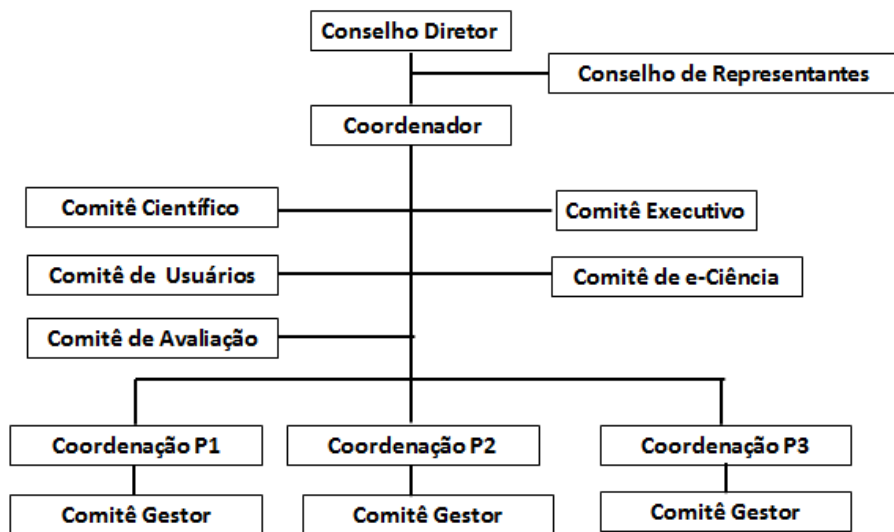 Conselho Diretor
Conselho de Representantes
Coordenador
Comitê Científico
Comitê Executivo
Comitê de Usuários
Comitê de e-Ciência
Comitê de Avaliação
Coordenação P1
Coordenação P2
Coordenação P3
Comitê Gestor
Comitê Gestor
Comitê Gestor